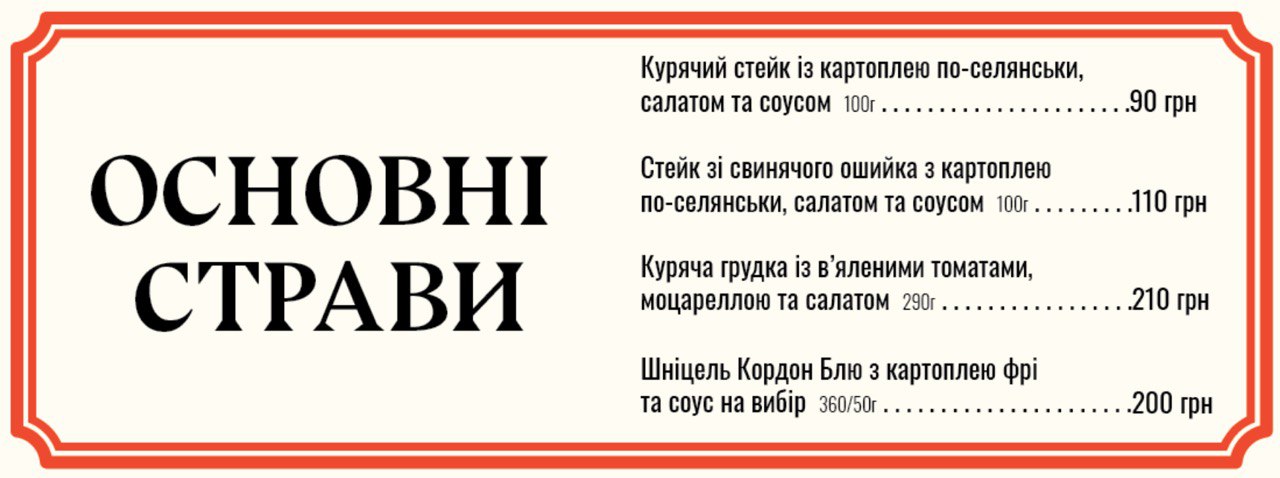 ОСНОВНІ
СТРАВИ
Курячий стейк із картоплею по-селянськи,
салатом та соусом 100г ......................90 грн
Стейк зі свинячого ошийка з картоплею
по-селянськи, салатом та соусом 100г .........110 грн
Куряча грудка із в’яленими томатами,
моцареллою та салатом 290г .................210 грн
Шніцель Кордон Блю з картоплею фрі
та соус на вибір 360/50г ......................200 грн